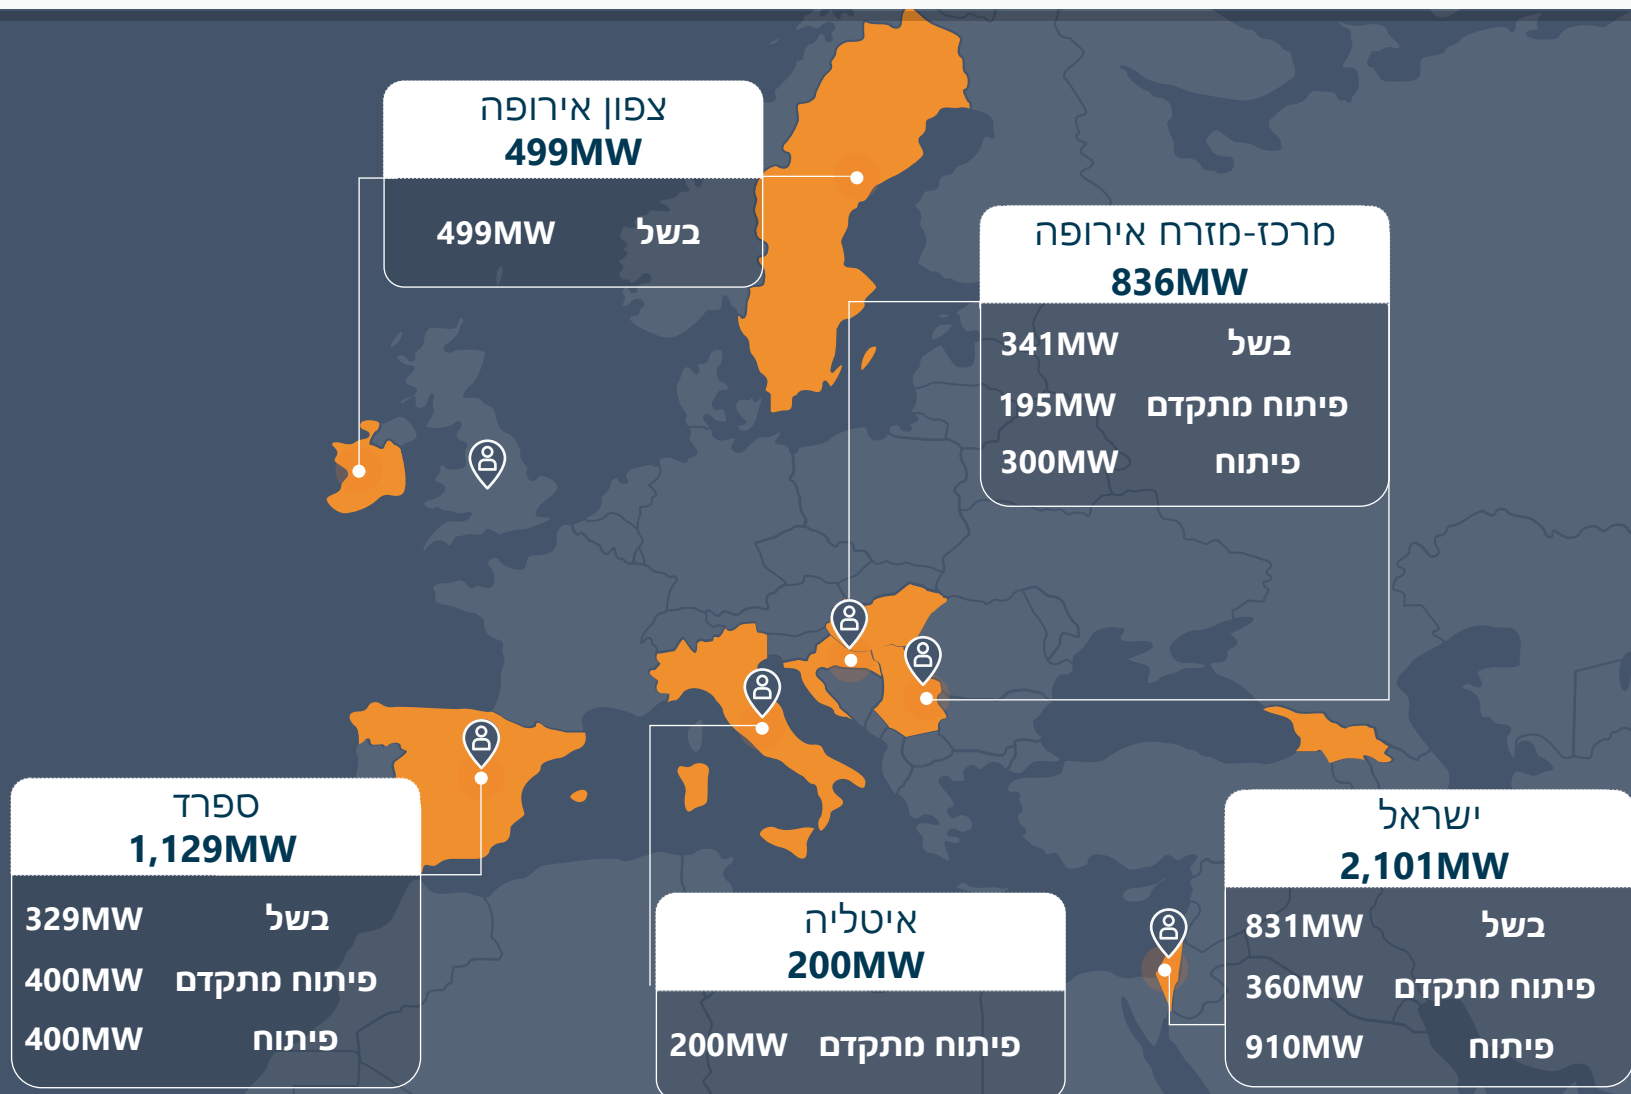 צפון אירופה
499MW
בשל 499MW
מרכז-מזרח אירופה
836MW
בשל 341MW
פיתוח מתקדם 195MW
פיתוח 300MW
ספרד
1,129MW
בשל 329MW
פיתוח מתקדם 400MW
פיתוח 400MW
איטליה
200MW
פיתוח מתקדם 200MW
ישראל
2,101MW
בשל 831MW
פיתוח מתקדם 360MW
פיתוח 910MW